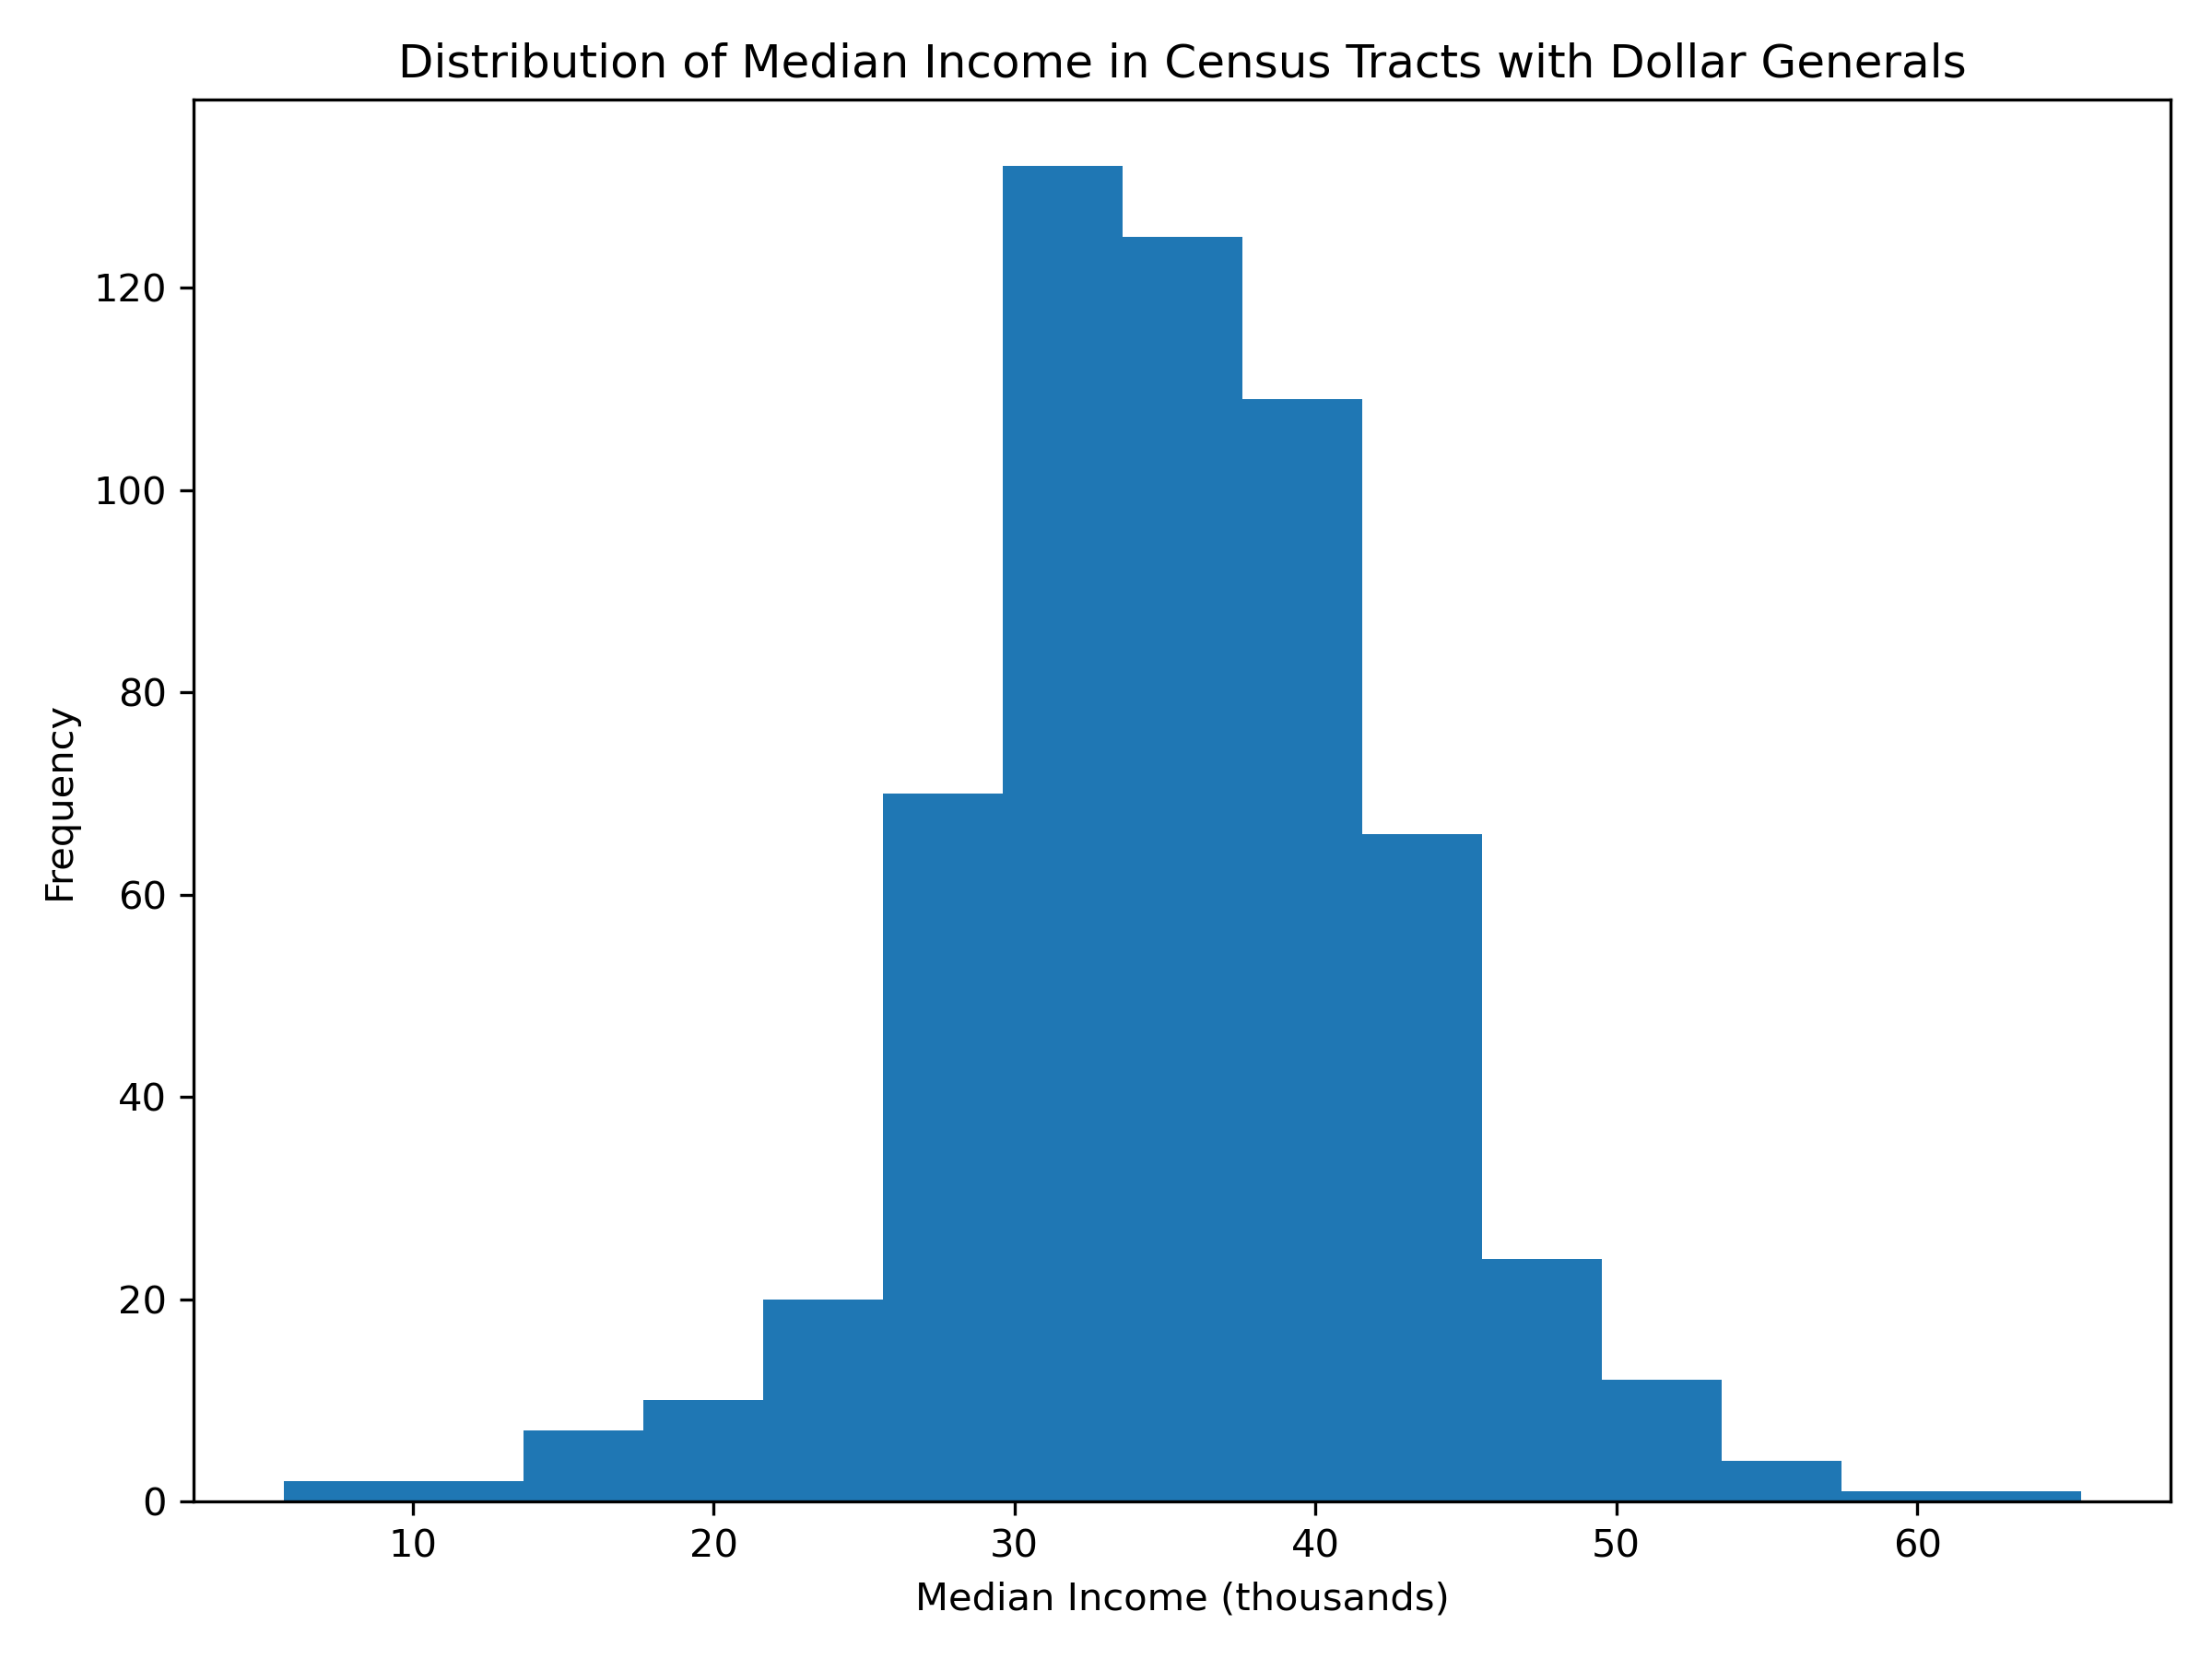 Distribution of Median Income in Census Tracts with Dollar Generals
120
100
80
60
40
20
0
Frequency
10 20 30 40 50 60
Median Income (thousands)